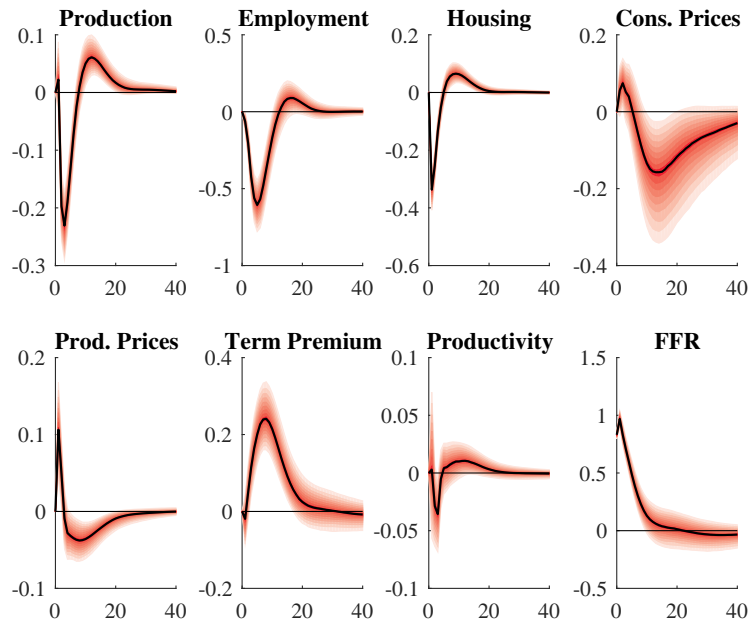 Production Employment Housing Cons. Prices
0.1 0.5 0.2 0.2
0 0 0 0
-0.1 -0.5 -0.2 -0.2
-0.2 -1 -0.4 -0.4
-0.3 -0.6
0 20 40 0 20 40 0 20 40 0 20 40
Prod. Prices Term Premium Productivity FFR
0.2 0.4 0.1 1.5
0.1 0.2 0.05 1
0 0 0 0.5
-0.1 -0.2 -0.05 0
-0.1 -0.5
0 20 40 0 20 40 0 20 40 0 20 40